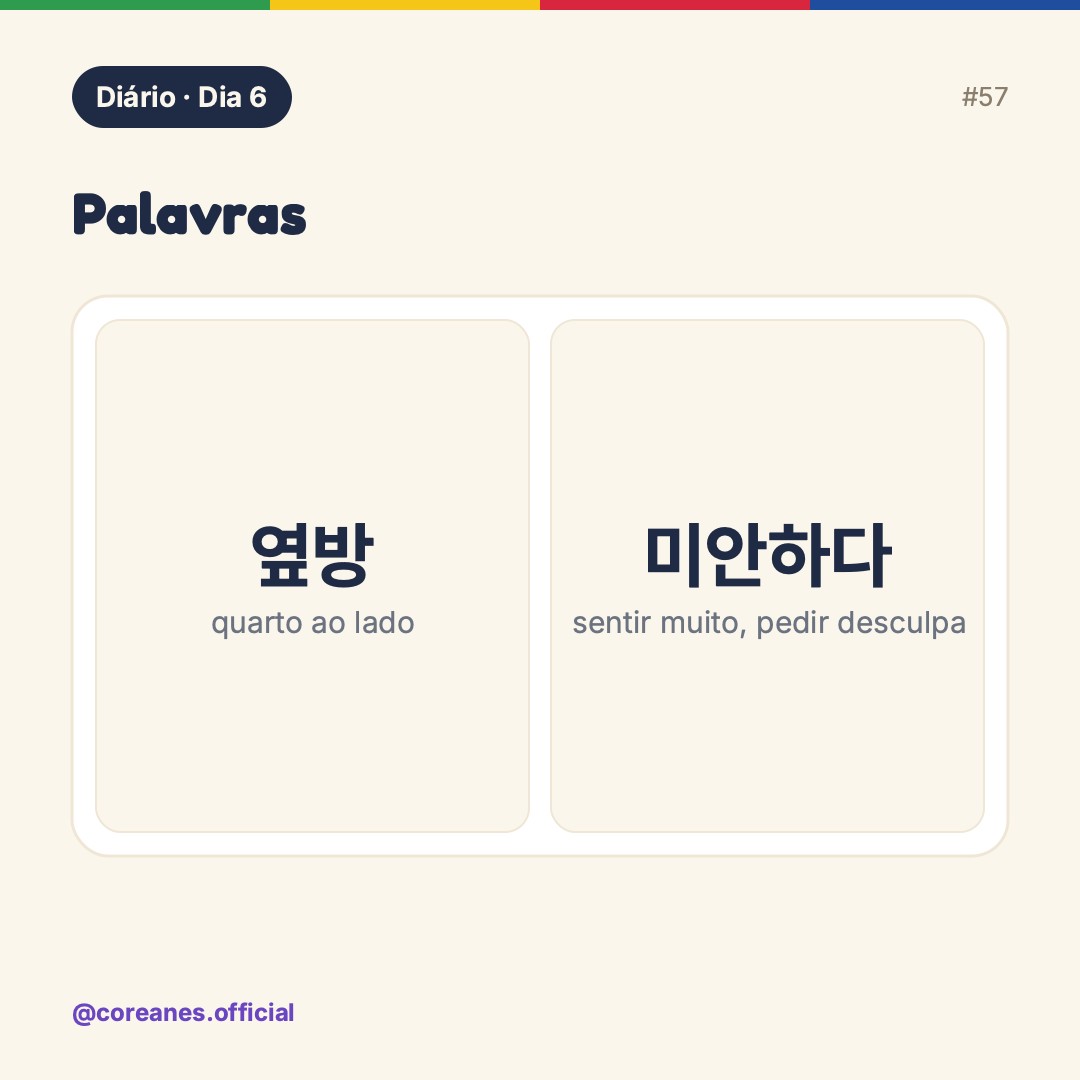 Diário · Dia 6
#57
Palavras
옆방
quarto ao lado
미안하다
sentir muito, pedir desculpa
@coreanes.official